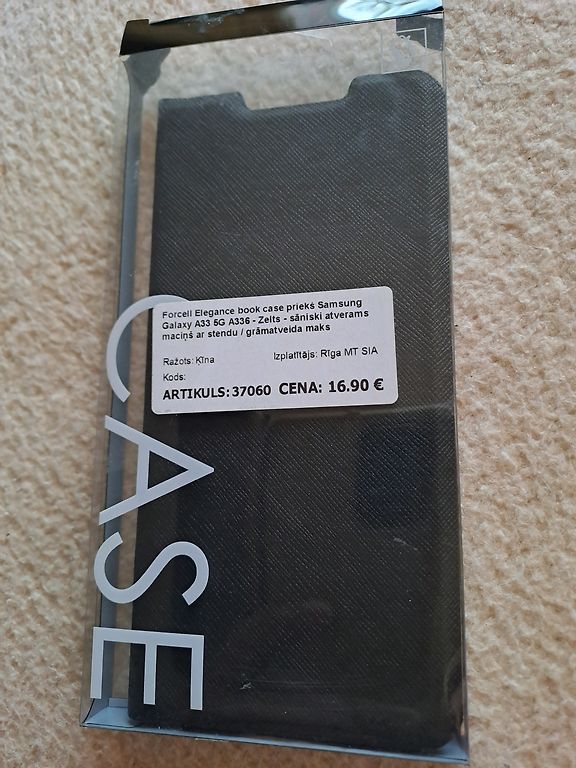 Forcell Elegance book case priekš Samsung
Galaxy A33 5G A336 - Zelts - sāniski atverams
maciņš ar stendu / grāmatveida maks
Ražots: Ķīna
Izplatītājs: Rīga MT SIA
Kods:
ARTIKULS: 37060 CENA: 16.90 €
CASE